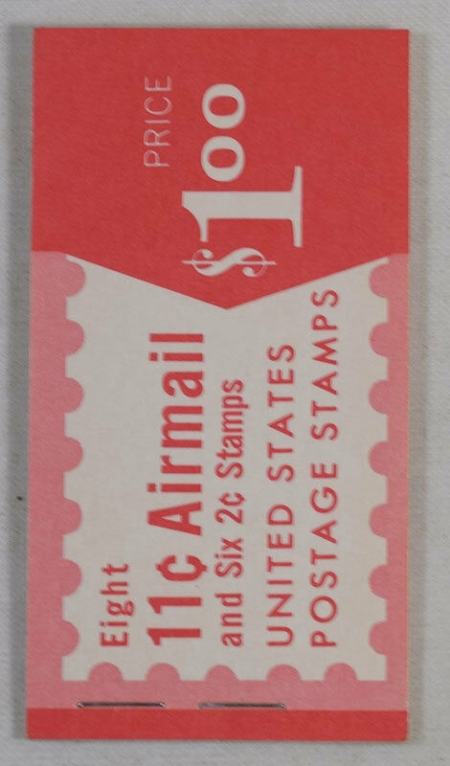 Eight
11¢ Airmail
and Six 2¢ Stamps
UNITED STATES
POSTAGE STAMPS
PRICE
$1.00